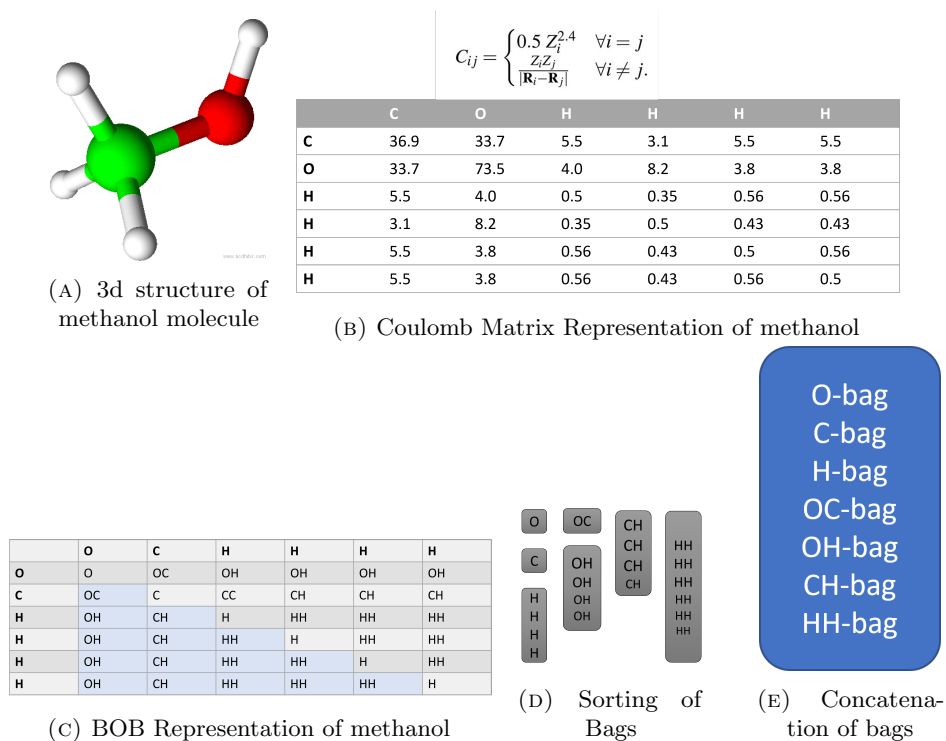 C_{ij} = { 0.5 Z_i^{2.4} ∀i = j
Z_iZ_j / |R_i−R_j| ∀i ≠ j.
C O H H H H
C 36.9 33.7 5.5 3.1 5.5 5.5
O 33.7 73.5 4.0 8.2 3.8 3.8
H 5.5 4.0 0.5 0.35 0.56 0.56
H 3.1 8.2 0.35 0.5 0.43 0.43
H 5.5 3.8 0.56 0.43 0.5 0.56
H 5.5 3.8 0.56 0.43 0.56 0.5
(A) 3d structure of
methanol molecule
(B) Coulomb Matrix Representation of methanol
O C H H H H
O O OC OH OH OH OH
C OC C CC CH CH CH
H OH CH H HH HH HH
H OH CH HH H HH HH
H OH CH HH HH H HH
H OH CH HH HH HH H
(C) BOB Representation of methanol
O
C
H
H
H
H
OC
OH
OH
OH
OH
CH
CH
CH
CH
HH
HH
HH
HH
HH
HH
(D) Sorting of
Bags
O-bag
C-bag
H-bag
OC-bag
OH-bag
CH-bag
HH-bag
(E) Concatena-
tion of bags